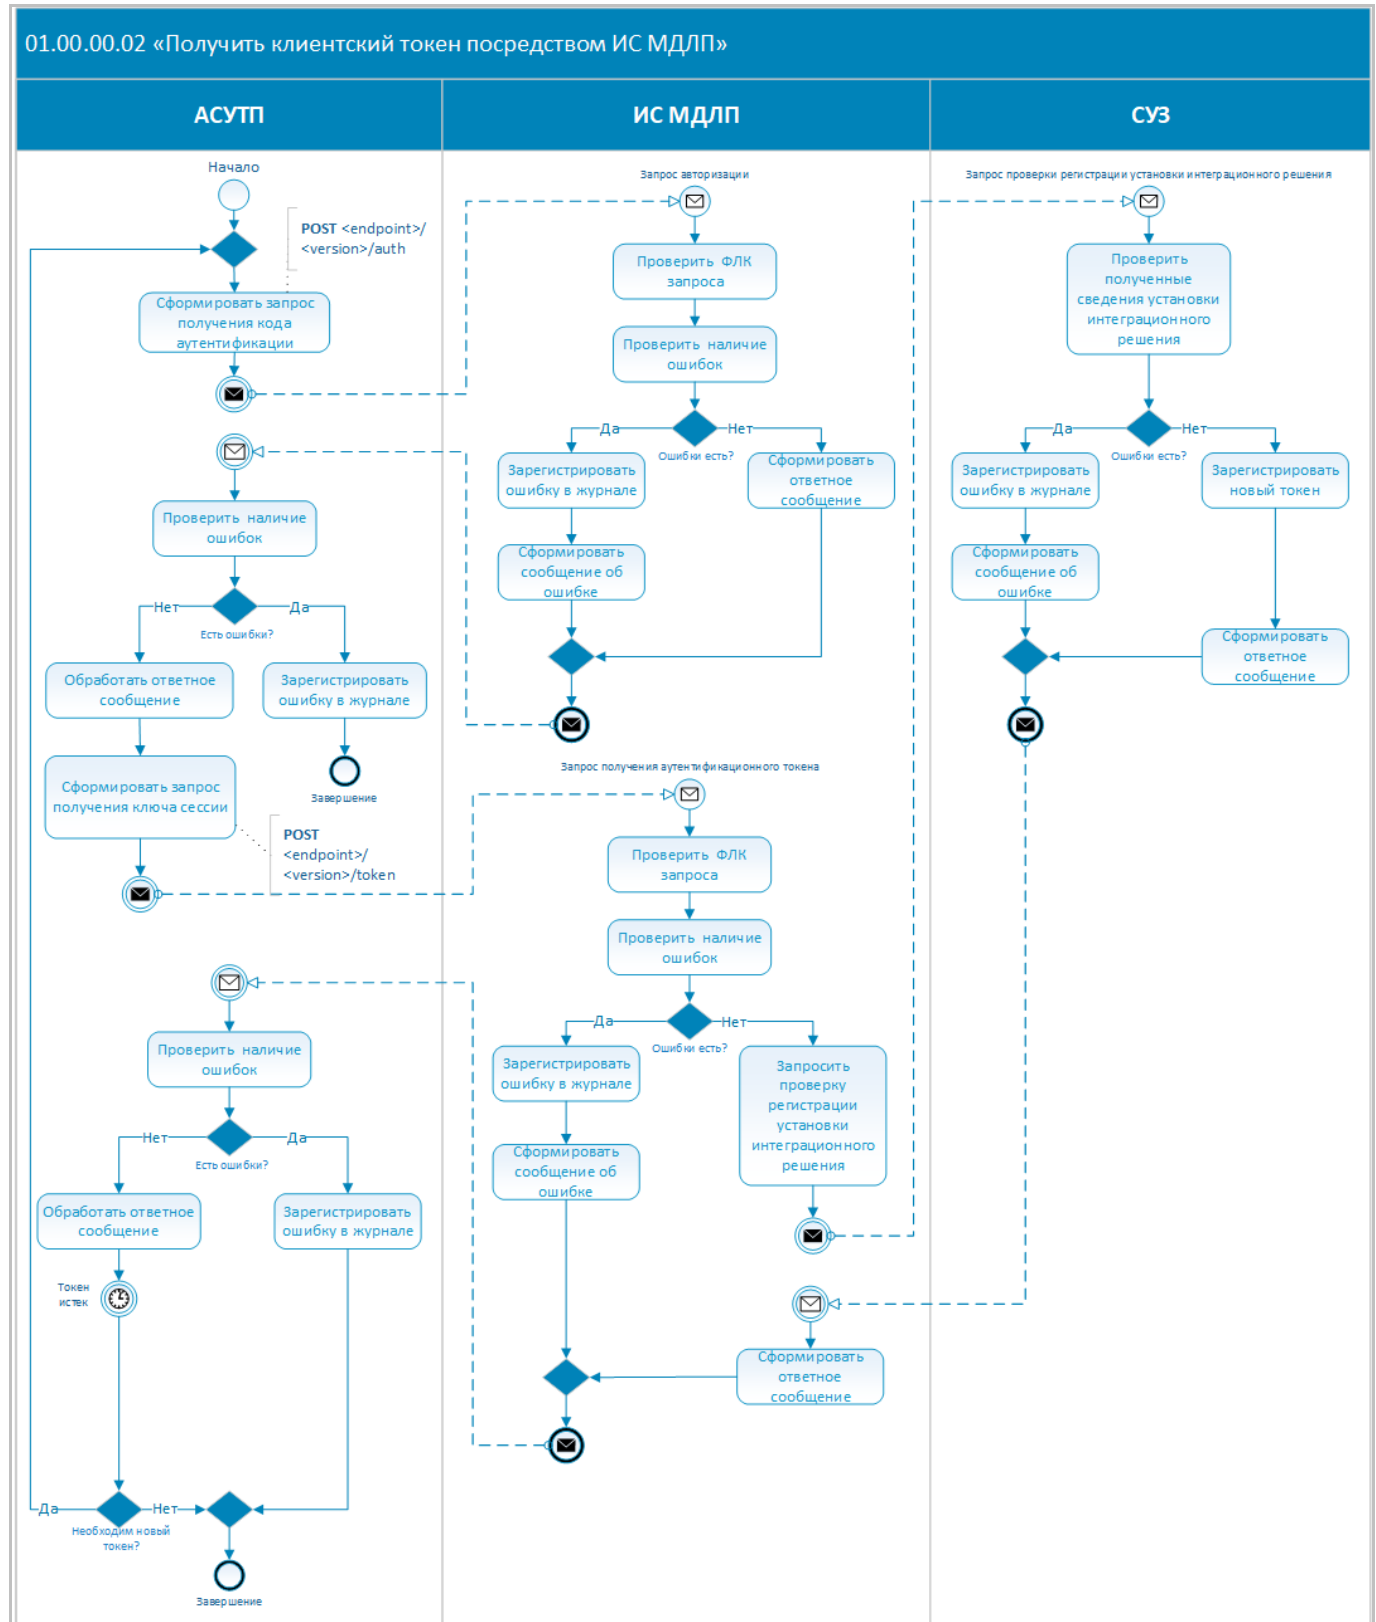 01.00.00.02 «Получить клиентский токен посредством ИС МДЛП»
АСУТП
ИС МДЛП
СУЗ
Начало
POST <endpoint>/
<version>/auth
Сформировать запрос
получения кода
аутентификации
Проверить наличие
ошибок
Нет
Да
Есть ошибки?
Обработать ответное
сообщение
Зарегистрировать
ошибку в журнале
Сформировать запрос
получения ключа сессии
Завершение
POST
<endpoint>/
<version>/token
Проверить наличие
ошибок
Нет
Да
Есть ошибки?
Обработать ответное
сообщение
Зарегистрировать
ошибку в журнале
Токен
истек
Да
Нет
Необходим новый
токен?
Завершение
Запрос авторизации
Проверить ФЛК
запроса
Проверить наличие
ошибок
Да
Нет
Ошибки есть?
Зарегистрировать
ошибку в журнале
Сформировать
ответное
сообщение
Сформировать
сообщение об
ошибке
Запрос получения аутентификационного токена
Проверить ФЛК
запроса
Проверить наличие
ошибок
Да
Нет
Ошибки есть?
Зарегистрировать
ошибку в журнале
Запросить
проверку
регистрации
установки
интеграционного
решения
Сформировать
сообщение об
ошибке
Сформировать
ответное
сообщение
Запрос проверки регистрации установки интеграционного решения
Проверить
полученные
сведения установки
интеграционного
решения
Да
Нет
Ошибки есть?
Зарегистрировать
ошибку в журнале
Зарегистрировать
новый токен
Сформировать
сообщение об
ошибке
Сформировать
ответное
сообщение